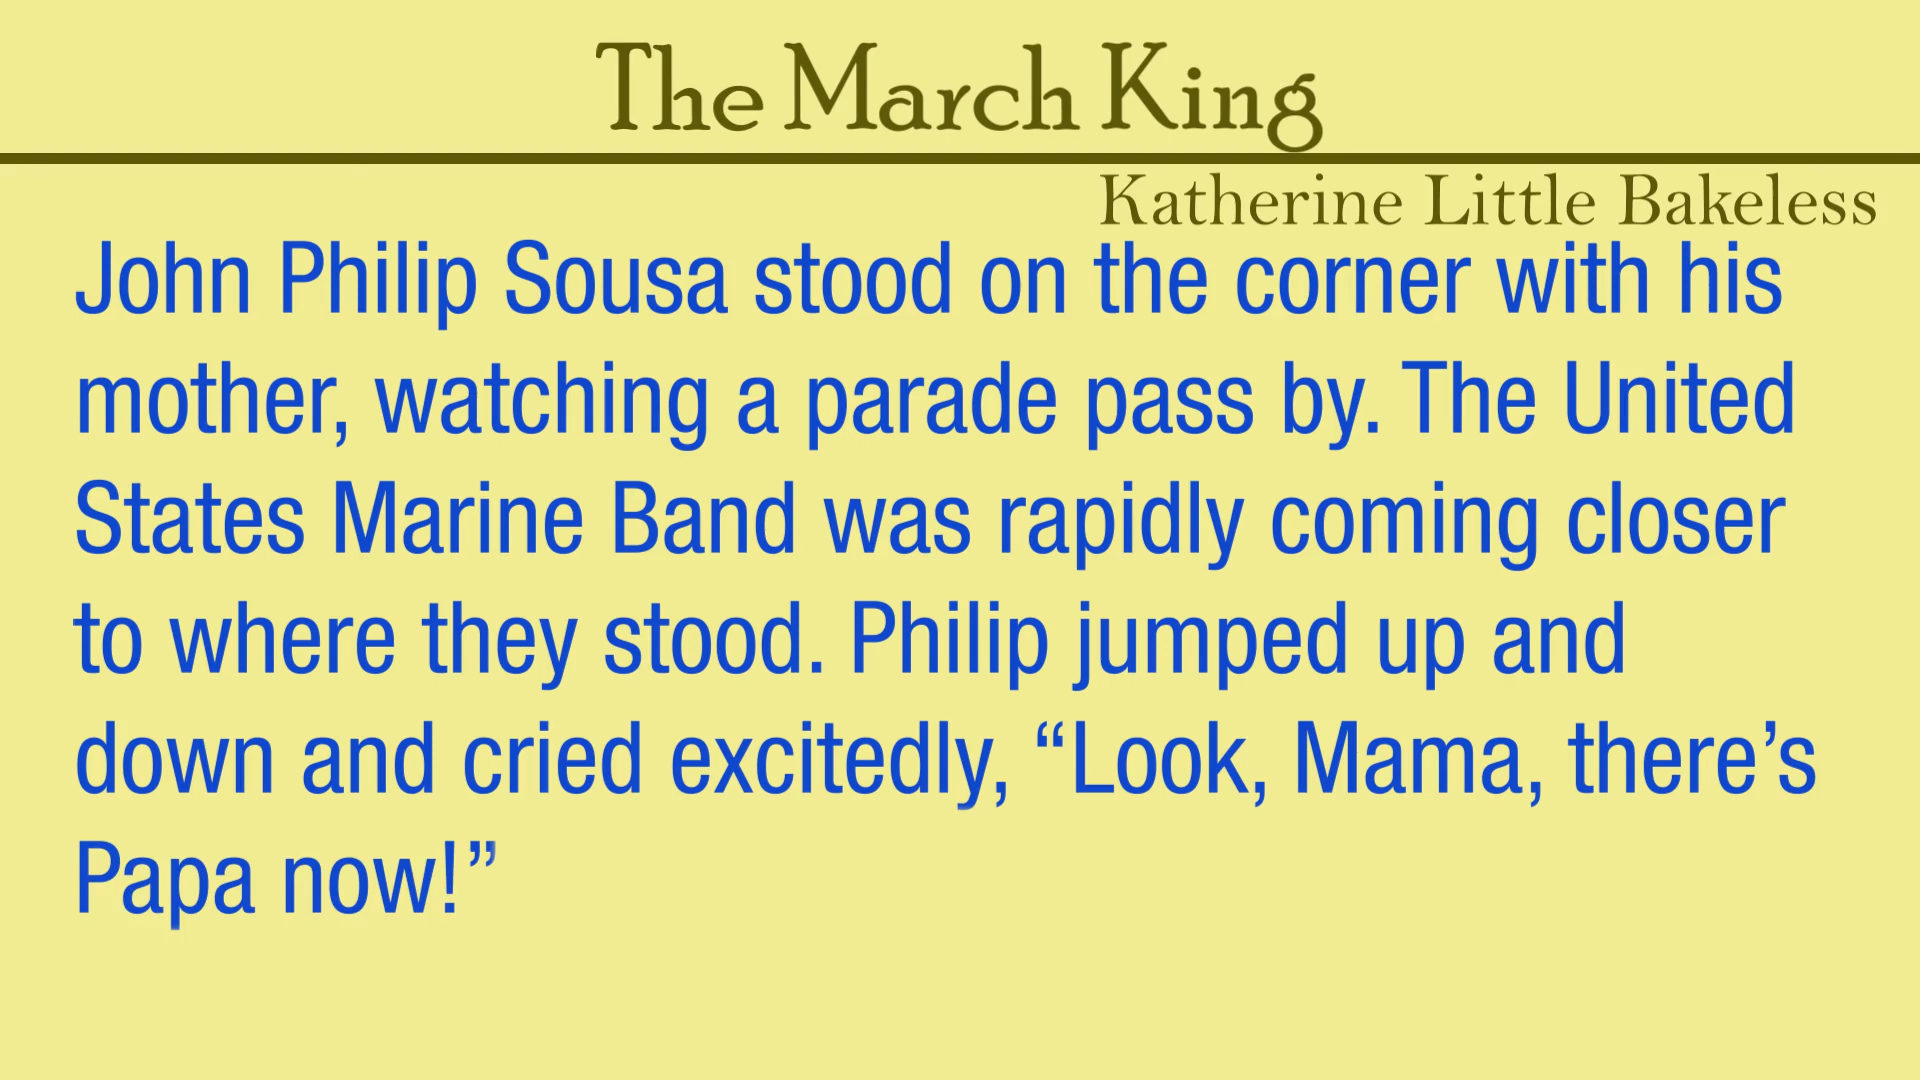 The March King
Katherine Little Bakeless
John Philip Sousa stood on the corner with his
mother, watching a parade pass by. The United
States Marine Band was rapidly coming closer
to where they stood. Philip jumped up and
down and cried excitedly, “Look, Mama, there’s
Papa now!”